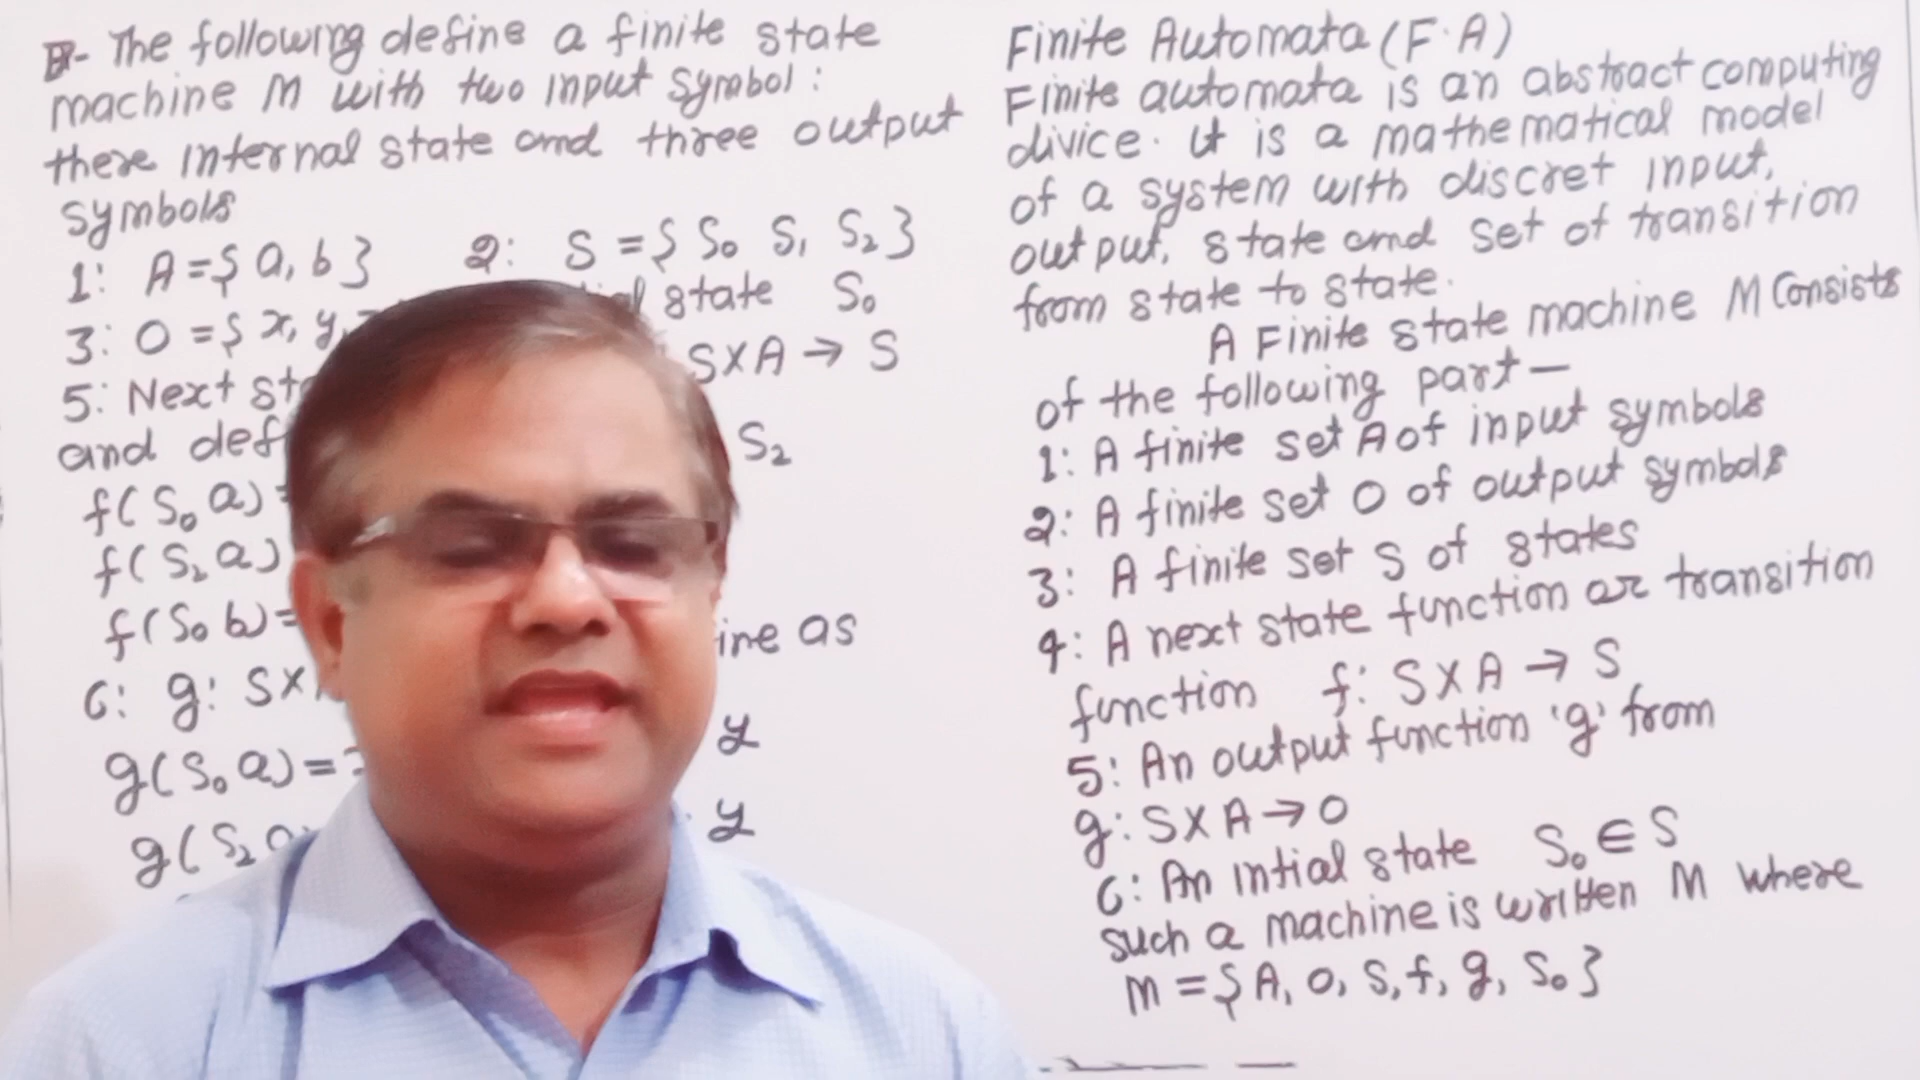 Ex- The following define a finite state
machine M with two input symbol:
there internal state and three output
symbols
1: A = { a, b } 2: S = { S₀ S₁ S₂ }
3: O = { x, y, state S₀
5: Next S×A → S
and S₂
f(S₀ a)
f(S₂ a)
f(S₀ b)= as
6: g: S×
g(S₀ a)= y
g(S₂ a y
Finite Automata (F.A)
Finite automata is an abstract computing
divice. it is a mathematical model
of a system with discret input,
output, state and set of transition
from state to state.
A Finite state machine M Consists
of the following part —
1: A finite set A of input symbols
2: A finite set O of output symbols
3: A finite set S of states
4: A next state function or transition
function f: S×A → S
5: An output function 'g' from
g: S×A → O
6: An intial state S₀ ∈ S
such a machine is written M where
M = { A, O, S, f, g, S₀ }